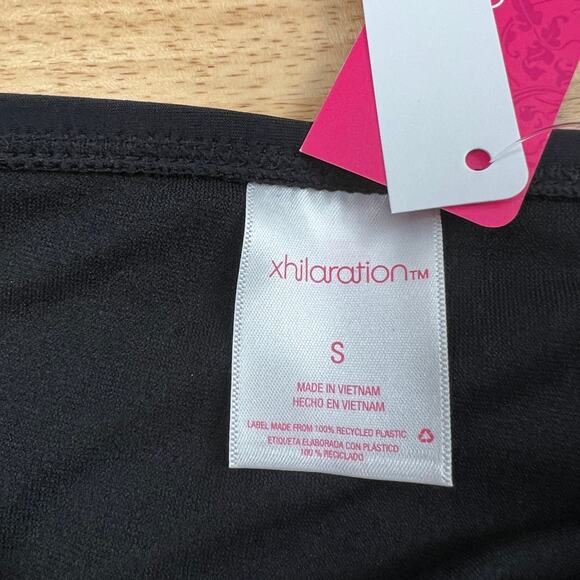 xhilaration™
S
MADE IN VIETNAM
HECHO EN VIETNAM
LABEL MADE FROM 100% RECYCLED PLASTIC
ETIQUETA ELABORADA CON PLÁSTICO
100 % RECICLADO